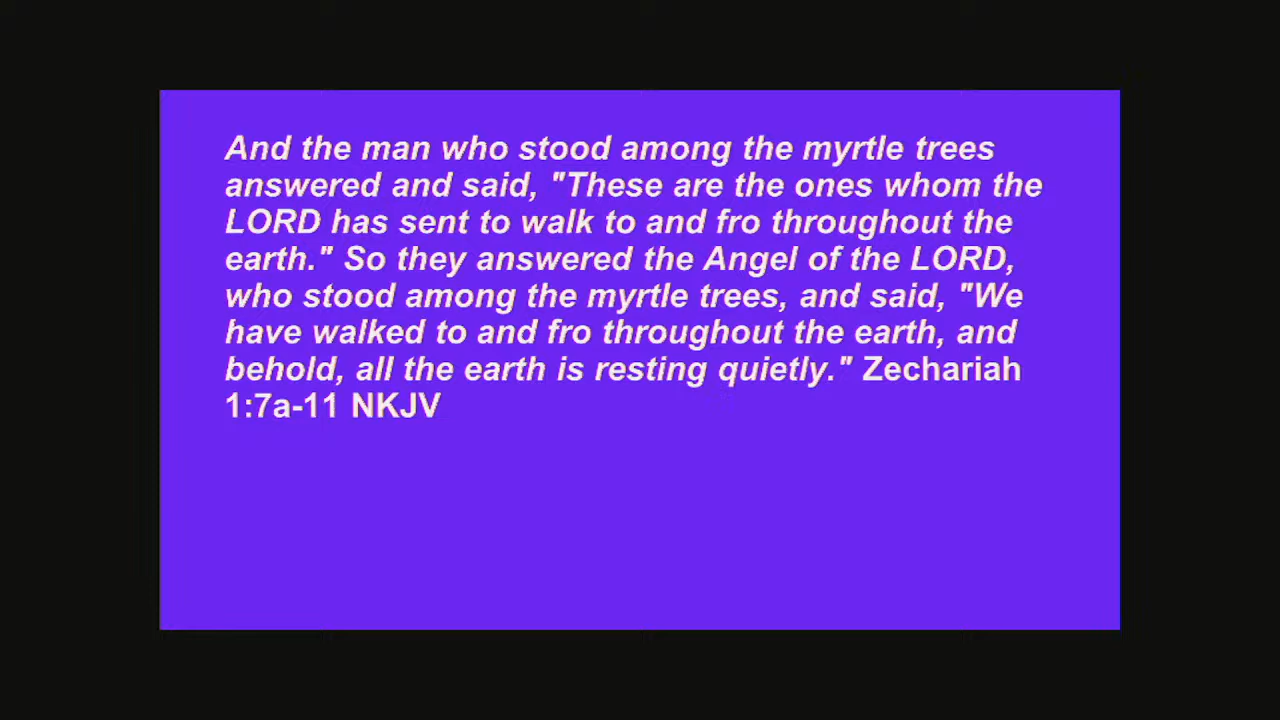 And the man who stood among the myrtle trees
answered and said, "These are the ones whom the
LORD has sent to walk to and fro throughout the
earth." So they answered the Angel of the LORD,
who stood among the myrtle trees, and said, "We
have walked to and fro throughout the earth, and
behold, all the earth is resting quietly." Zechariah
1:7a-11 NKJV